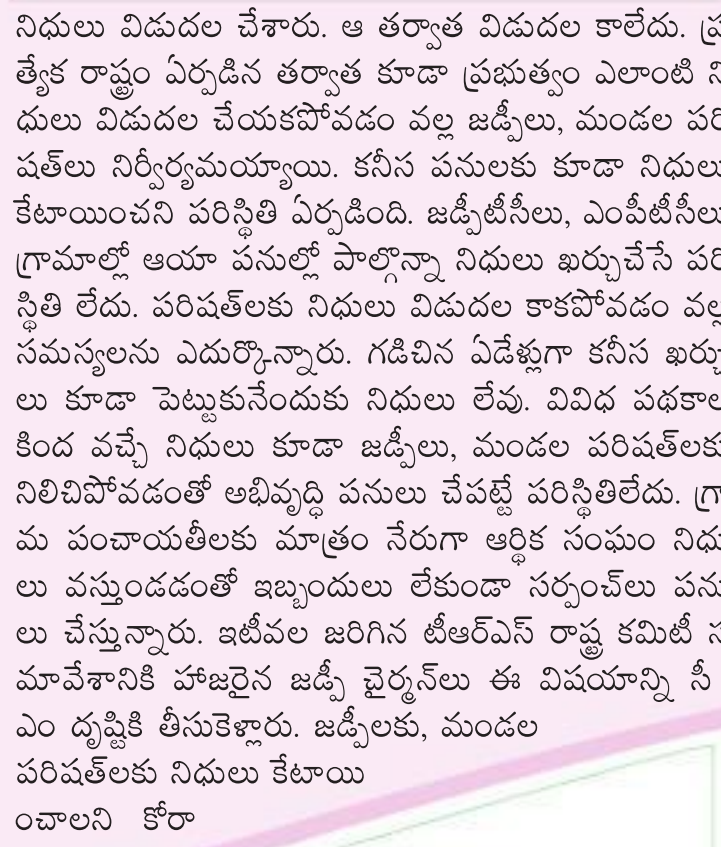 నిధులు విడుదల చేశారు. ఆ తర్వాత విడుదల కాలేదు. ప్ర
త్యేక రాష్ట్రం ఏర్పడిన తర్వాత కూడా ప్రభుత్వం ఎలాంటి ని
ధులు విడుదల చేయకపోవడం వల్ల జడ్పీలు, మండల పరి
షత్‌లు నిర్వీర్యమయ్యాయి. కనీస పనులకు కూడా నిధులు
కేటాయించని పరిస్థితి ఏర్పడింది. జడ్పీటీసీలు, ఎంపీటీసీలు
గ్రామాల్లో ఆయా పనుల్లో పాల్గొన్నా నిధులు ఖర్చుచేసే పరి
స్థితి లేదు. పరిషత్‌లకు నిధులు విడుదల కాకపోవడం వల్ల
సమస్యలను ఎదుర్కొన్నారు. గడిచిన ఏడేళ్లుగా కనీస ఖర్చు
లు కూడా పెట్టుకునేందుకు నిధులు లేవు. వివిధ పథకాల
కింద వచ్చే నిధులు కూడా జడ్పీలు, మండల పరిషత్‌లకు
నిలిచిపోవడంతో అభివృద్ధి పనులు చేపట్టే పరిస్థితిలేదు. గ్రా
మ పంచాయతీలకు మాత్రం నేరుగా ఆర్థిక సంఘం నిధు
లు వస్తుండడంతో ఇబ్బందులు లేకుండా సర్పంచ్‌లు పను
లు చేస్తున్నారు. ఇటీవల జరిగిన టీఆర్‌ఎస్ రాష్ట్ర కమిటీ స
మావేశానికి హాజరైన జడ్పీ చైర్మన్‌లు ఈ విషయాన్ని సీ
ఎం దృష్టికి తీసుకెళ్లారు. జడ్పీలకు, మండల
పరిషత్‌లకు నిధులు కేటాయి
ంచాలని కోరా